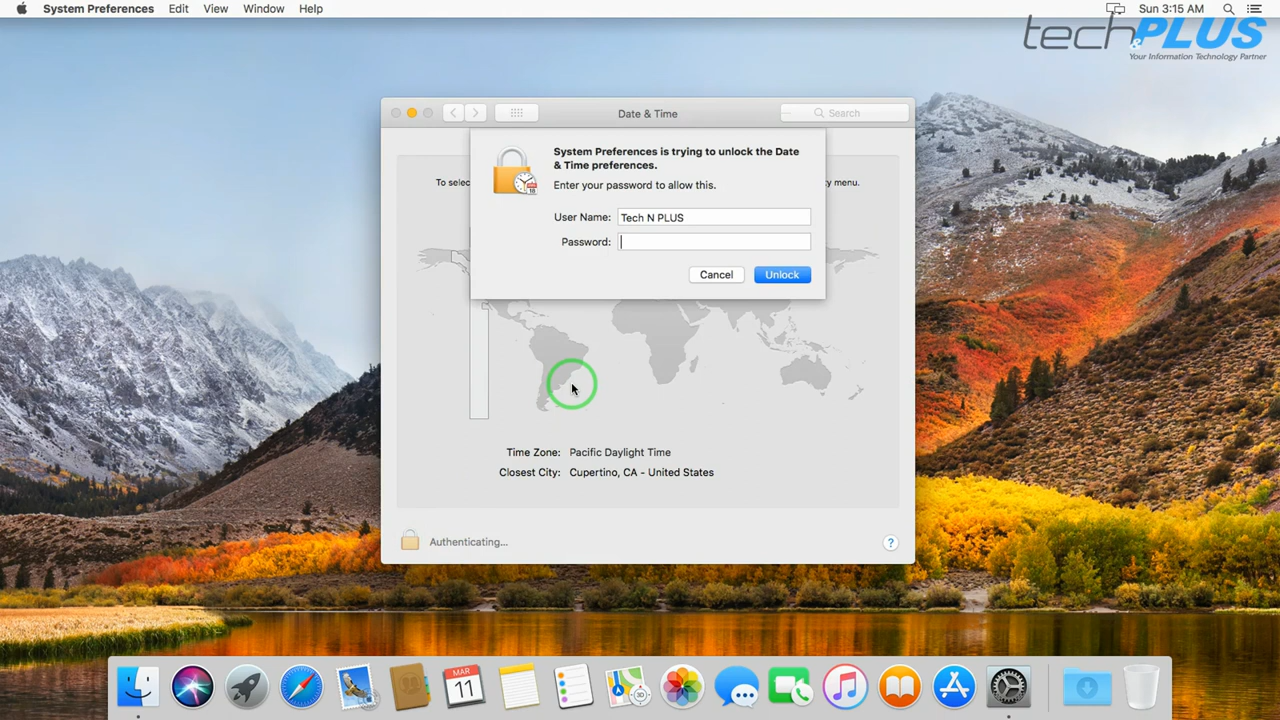 System Preferences Edit View Window Help Sun 3:15 AM
tech&PLUS
Your Information Technology Partner
Date & Time
Search
System Preferences is trying to unlock the Date
& Time preferences.
Enter your password to allow this.
To selec
y menu.
User Name: Tech N PLUS
Password:
Cancel Unlock
Time Zone: Pacific Daylight Time
Closest City: Cupertino, CA - United States
Authenticating...
?
MAR
11
3D